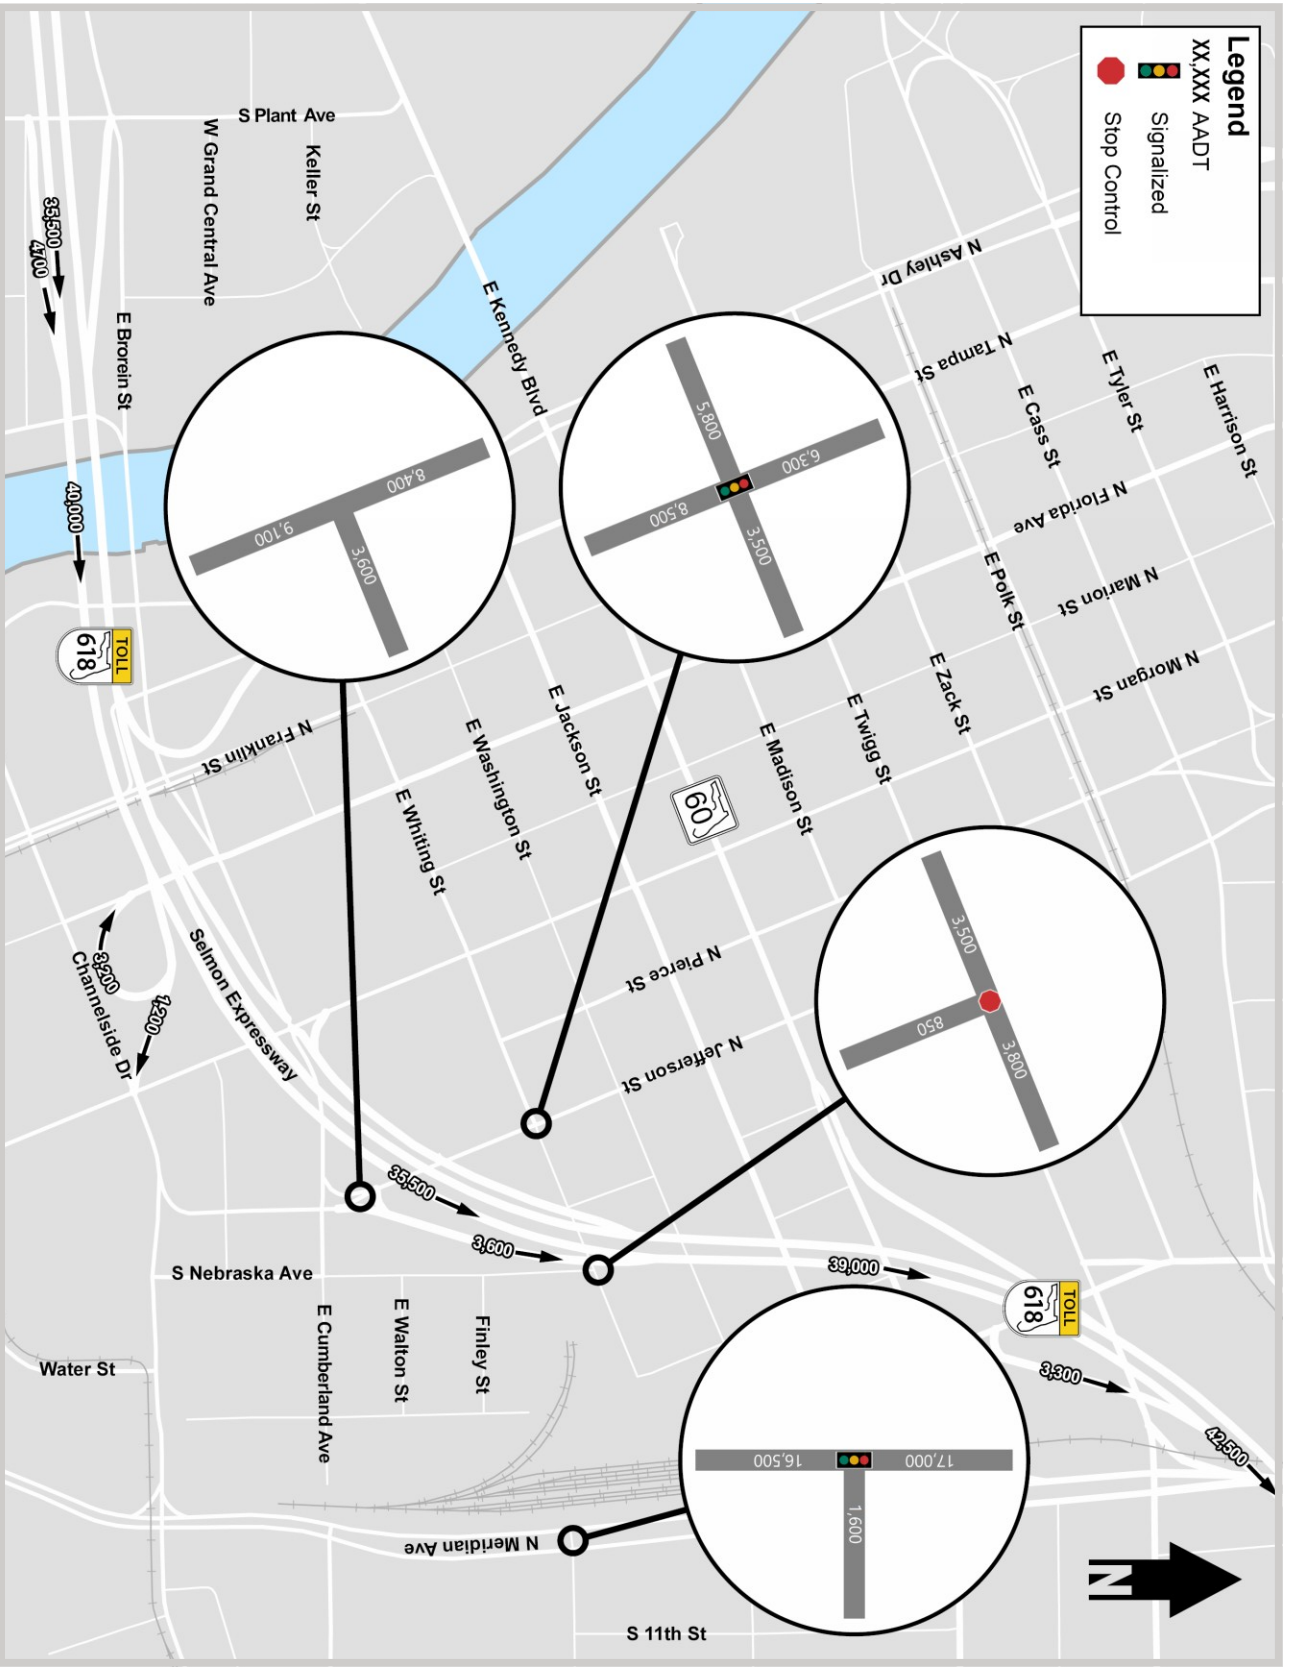 Legend
XX,XXX AADT
Signalized
Stop Control
S Plant Ave
W Grand Central Ave
Keller St
E Brorein St
35,500
4700
40,000
TOLL
618
E Kennedy Blvd
N Ashley Dr
N Tampa St
E Cass St
E Tyler St
E Harrison St
N Florida Ave
E Polk St
N Marion St
N Morgan St
8,400
9,100
3,600
5,800
6,300
8,500
3,500
N Franklin St
E Whiting St
E Washington St
E Jackson St
60
E Madison St
E Twigg St
E Zack St
N Pierce St
N Jefferson St
3,500
850
3,800
Selmon Expressway
3,200
Channelside Dr
1,200
35,500
3,600
39,000
TOLL
618
3,300
42,500
S Nebraska Ave
E Cumberland Ave
E Walton St
Finley St
Water St
16,500
17,000
1,600
N Meridian Ave
S 11th St
N